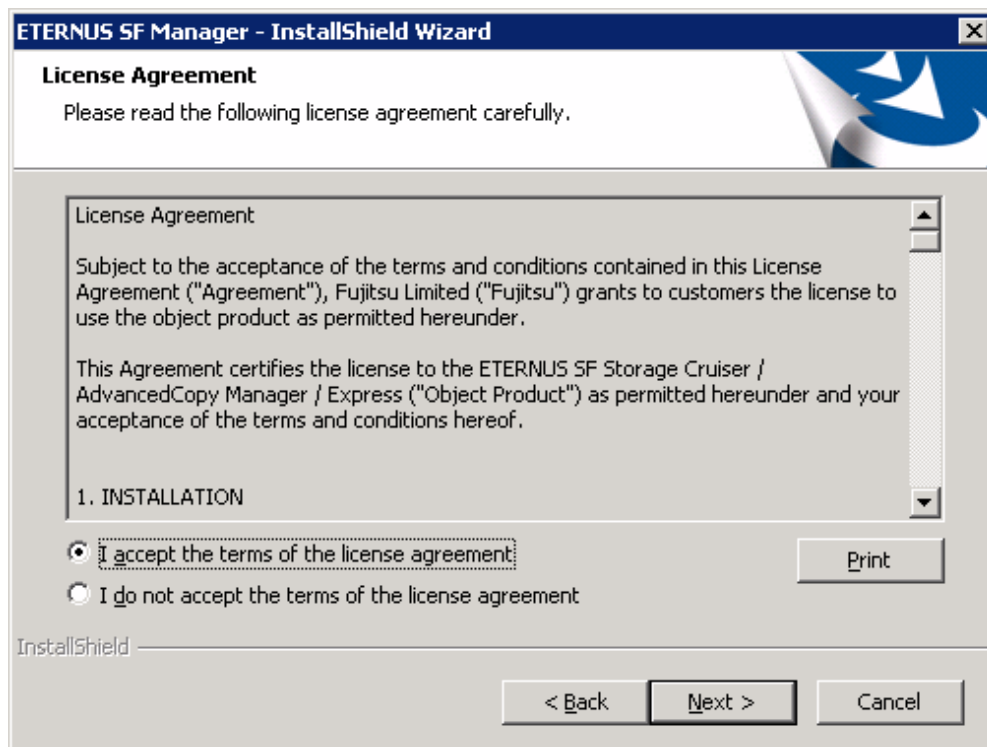 ETERNUS SF Manager - InstallShield Wizard
License Agreement
Please read the following license agreement carefully.
License Agreement
Subject to the acceptance of the terms and conditions contained in this License
Agreement ("Agreement"), Fujitsu Limited ("Fujitsu") grants to customers the license to
use the object product as permitted hereunder.
This Agreement certifies the license to the ETERNUS SF Storage Cruiser /
AdvancedCopy Manager / Express ("Object Product") as permitted hereunder and your
acceptance of the terms and conditions hereof.
1. INSTALLATION
I accept the terms of the license agreement
Print
I do not accept the terms of the license agreement
InstallShield
< Back
Next >
Cancel